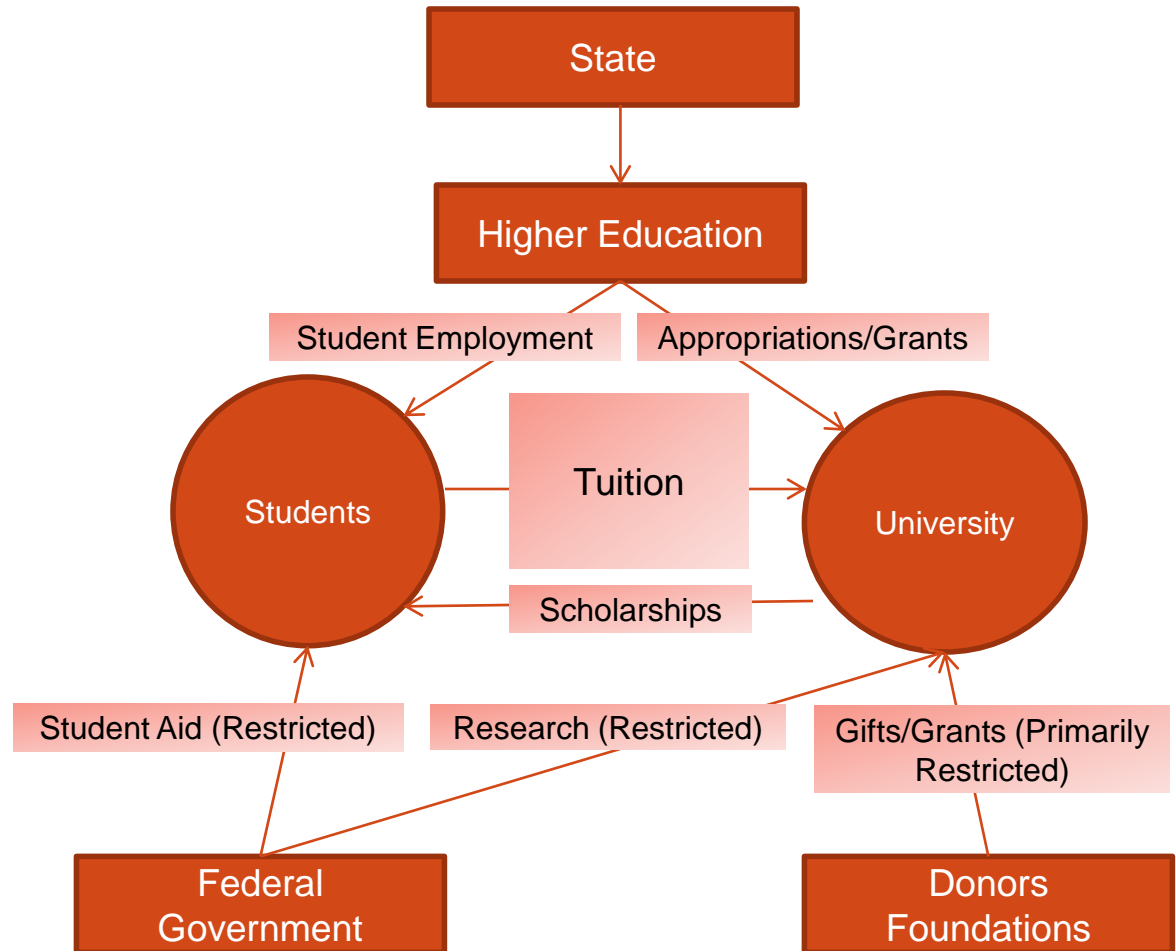 State
Higher Education
Student Employment
Appropriations/Grants
Tuition
Students
University
Scholarships
Student Aid (Restricted)
Research (Restricted)
Gifts/Grants (Primarily
Restricted)
Federal
Government
Donors
Foundations